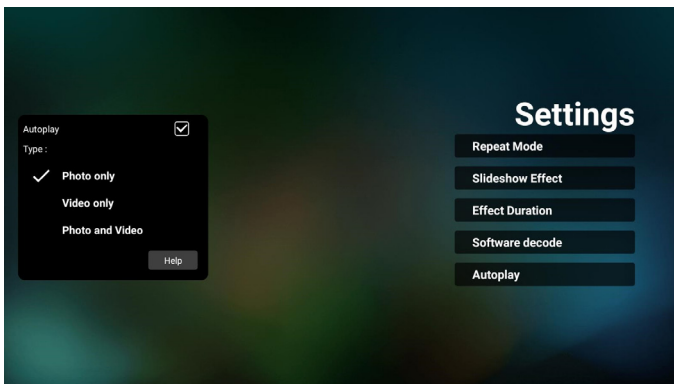 Autoplay
Type :
Photo only
Video only
Photo and Video
Help
Settings
Repeat Mode
Slideshow Effect
Effect Duration
Software decode
Autoplay